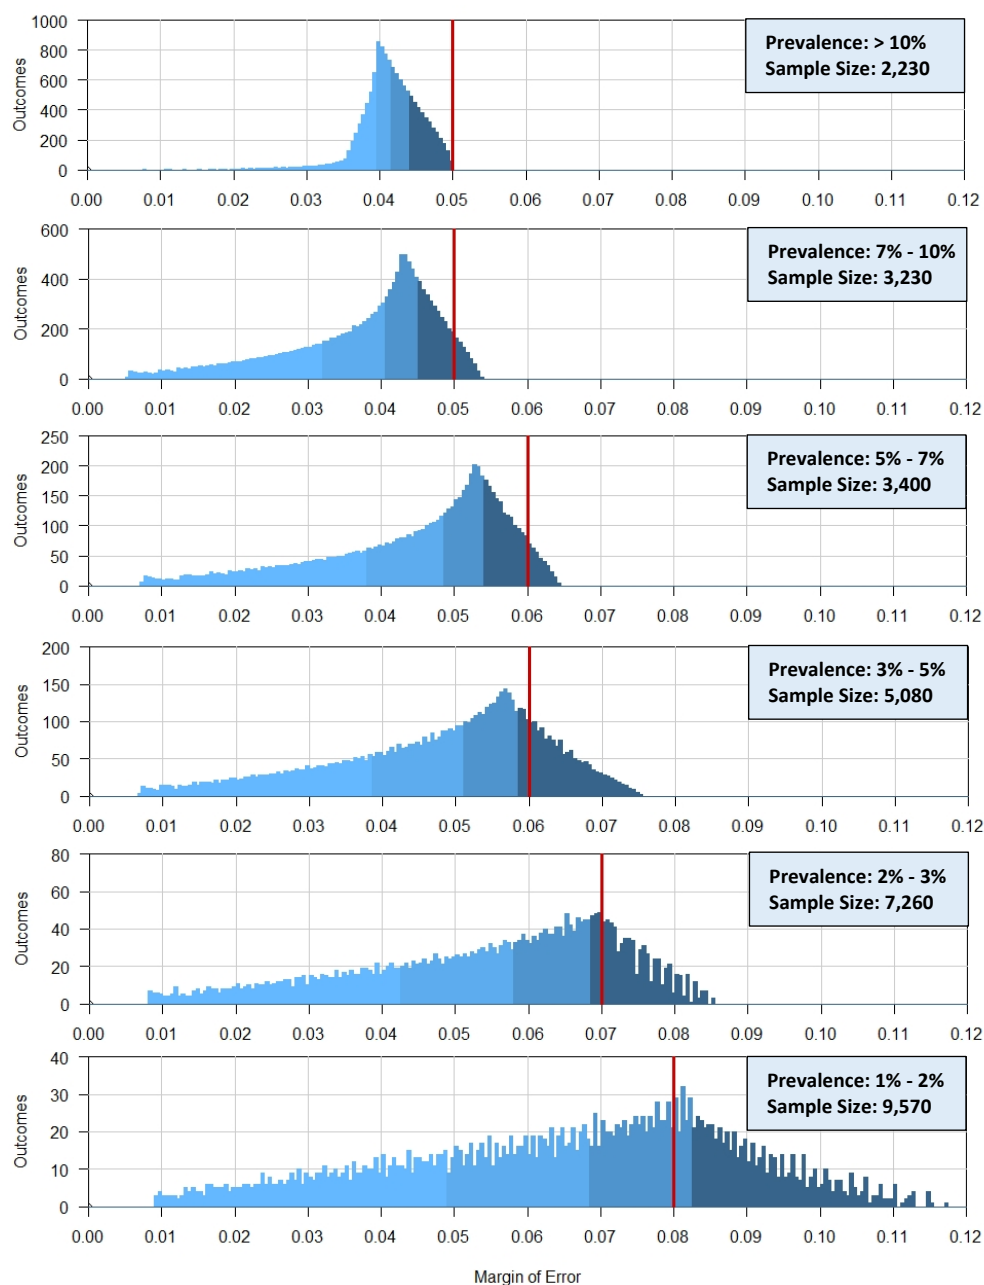 1000
800
600
400
200
0
Outcomes
Prevalence: > 10%
Sample Size: 2,230
0.00 0.01 0.02 0.03 0.04 0.05 0.06 0.07 0.08 0.09 0.10 0.11 0.12
600
400
200
0
Outcomes
Prevalence: 7% - 10%
Sample Size: 3,230
0.00 0.01 0.02 0.03 0.04 0.05 0.06 0.07 0.08 0.09 0.10 0.11 0.12
250
200
150
100
50
0
Outcomes
Prevalence: 5% - 7%
Sample Size: 3,400
0.00 0.01 0.02 0.03 0.04 0.05 0.06 0.07 0.08 0.09 0.10 0.11 0.12
200
150
100
50
0
Outcomes
Prevalence: 3% - 5%
Sample Size: 5,080
0.00 0.01 0.02 0.03 0.04 0.05 0.06 0.07 0.08 0.09 0.10 0.11 0.12
80
60
40
20
0
Outcomes
Prevalence: 2% - 3%
Sample Size: 7,260
0.00 0.01 0.02 0.03 0.04 0.05 0.06 0.07 0.08 0.09 0.10 0.11 0.12
40
30
20
10
0
Outcomes
Prevalence: 1% - 2%
Sample Size: 9,570
0.00 0.01 0.02 0.03 0.04 0.05 0.06 0.07 0.08 0.09 0.10 0.11 0.12
Margin of Error